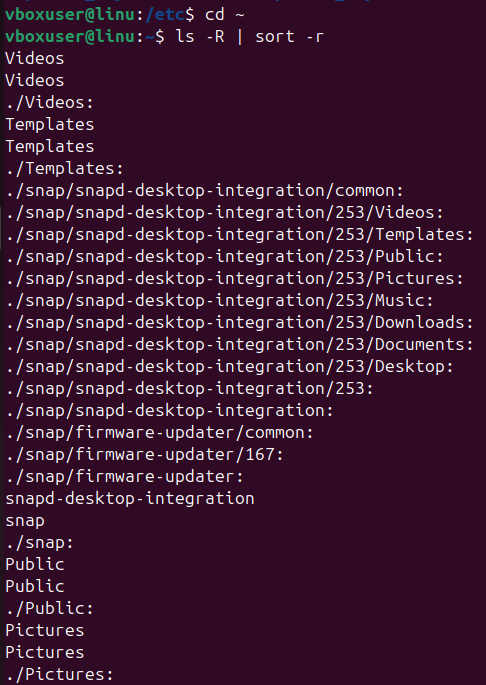 vboxuser@linu:/etc$ cd ~
vboxuser@linu:~$ ls -R | sort -r
Videos
Videos
./Videos:
Templates
Templates
./Templates:
./snap/snapd-desktop-integration/common:
./snap/snapd-desktop-integration/253/Videos:
./snap/snapd-desktop-integration/253/Templates:
./snap/snapd-desktop-integration/253/Public:
./snap/snapd-desktop-integration/253/Pictures:
./snap/snapd-desktop-integration/253/Music:
./snap/snapd-desktop-integration/253/Downloads:
./snap/snapd-desktop-integration/253/Documents:
./snap/snapd-desktop-integration/253/Desktop:
./snap/snapd-desktop-integration/253:
./snap/snapd-desktop-integration:
./snap/firmware-updater/common:
./snap/firmware-updater/167:
./snap/firmware-updater:
snapd-desktop-integration
snap
./snap:
Public
Public
./Public:
Pictures
Pictures
./Pictures: